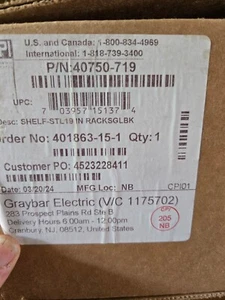 PI
U.S. and Canada: 1-800-834-4969
International: 1-818-739-3400
P/N:40750-719
UPC:
7 03957 15137 4
Desc: SHELF-STL19 IN RACKSGLBK
Order No: 401863-15-1 Qty: 1
Customer PO: 4523228411
Date: 03/20/24 MFG Loc: NB CPI01
Graybar Electric (V/C 1175702)
283 Prospect Plains Rd Stn B
Delivery Hours 6:00am - 12:00pm
Cranbury, NJ, 08512, United States
CPI
205
NB